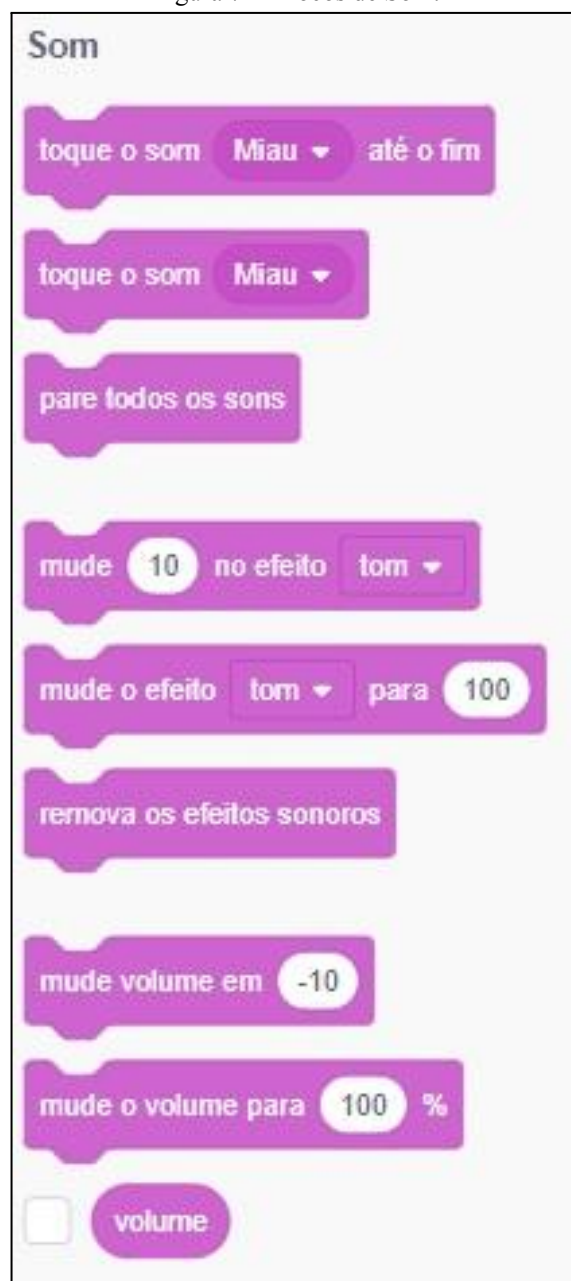 Som
toque o som Miau até o fim
toque o som Miau
pare todos os sons
mude 10 no efeito tom
mude o efeito tom para 100
remova os efeitos sonoros
mude volume em -10
mude o volume para 100 %
volume